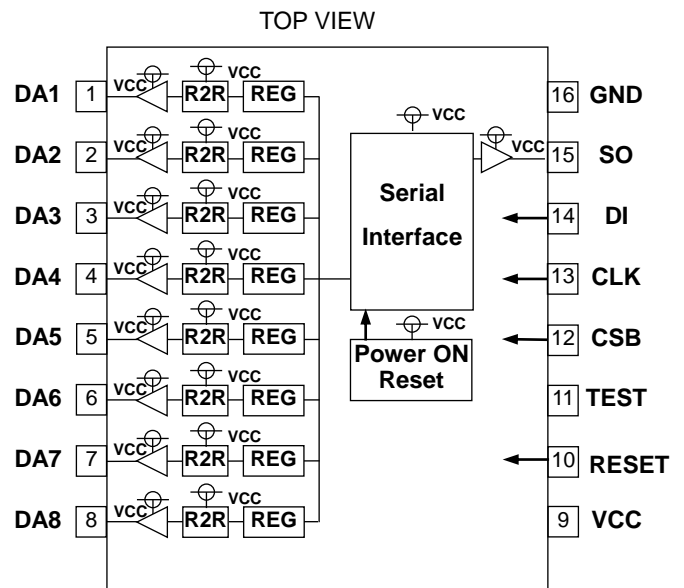 TOP VIEW
DA1 1 VCC R2R VCC REG 16 GND
VCC
DA2 2 VCC R2R VCC REG VCC 15 SO
Serial
DA3 3 VCC R2R VCC REG 14 DI
Interface
DA4 4 VCC R2R VCC REG 13 CLK
VCC
DA5 5 VCC R2R VCC REG 12 CSB
Power ON
Reset
DA6 6 VCC R2R VCC REG 11 TEST
DA7 7 VCC R2R VCC REG 10 RESET
DA8 8 VCC R2R VCC REG 9 VCC